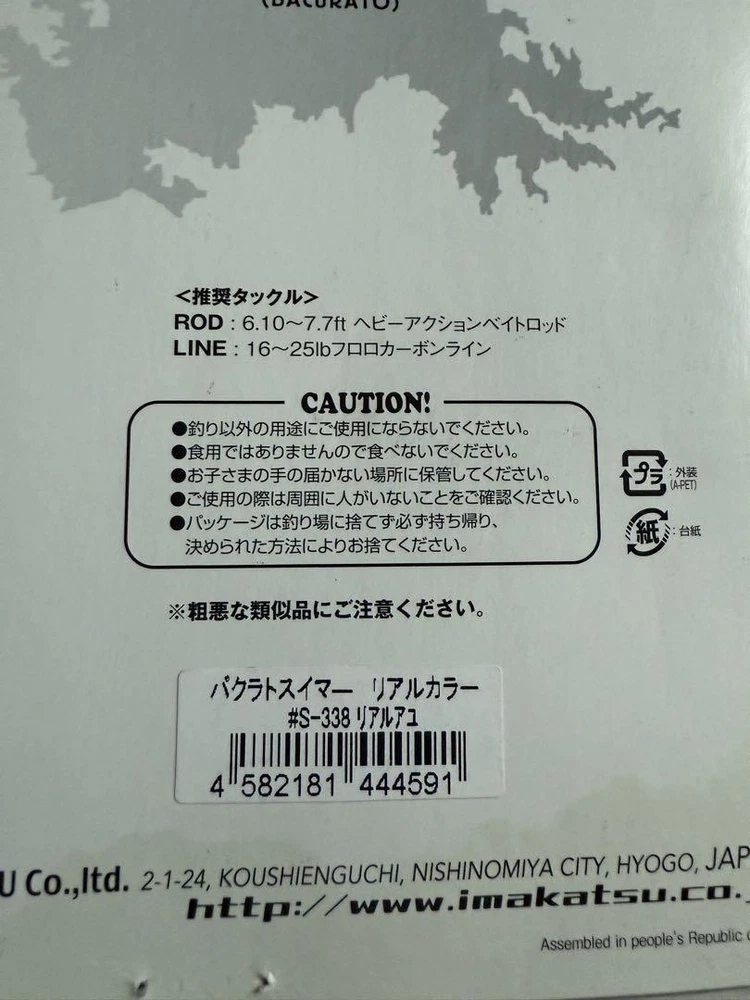 (BACURATO)
＜推奨タックル＞
ROD : 6.10〜7.7ft ヘビーアクションベイトロッド
LINE : 16〜25lbフロロカーボンライン
CAUTION!
●釣り以外の用途にご使用にならないでください。
●食用ではありませんので食べないでください。
●お子さまの手の届かない場所に保管してください。
●ご使用の際は周囲に人がいないことをご確認ください。
●パッケージは釣り場に捨てず必ず持ち帰り、
決められた方法によりお捨てください。
プラ : 外装
(A-PET)
紙 : 台紙
※粗悪な類似品にご注意ください。
バクラトスイマー リアルカラー
#S-338 リアルアユ
4 582181 444591
U Co.,ltd. 2-1-24, KOUSHIENGUCHI, NISHINOMIYA CITY, HYOGO, JAP
http://www.imakatsu.co.
Assembled in people's Republic